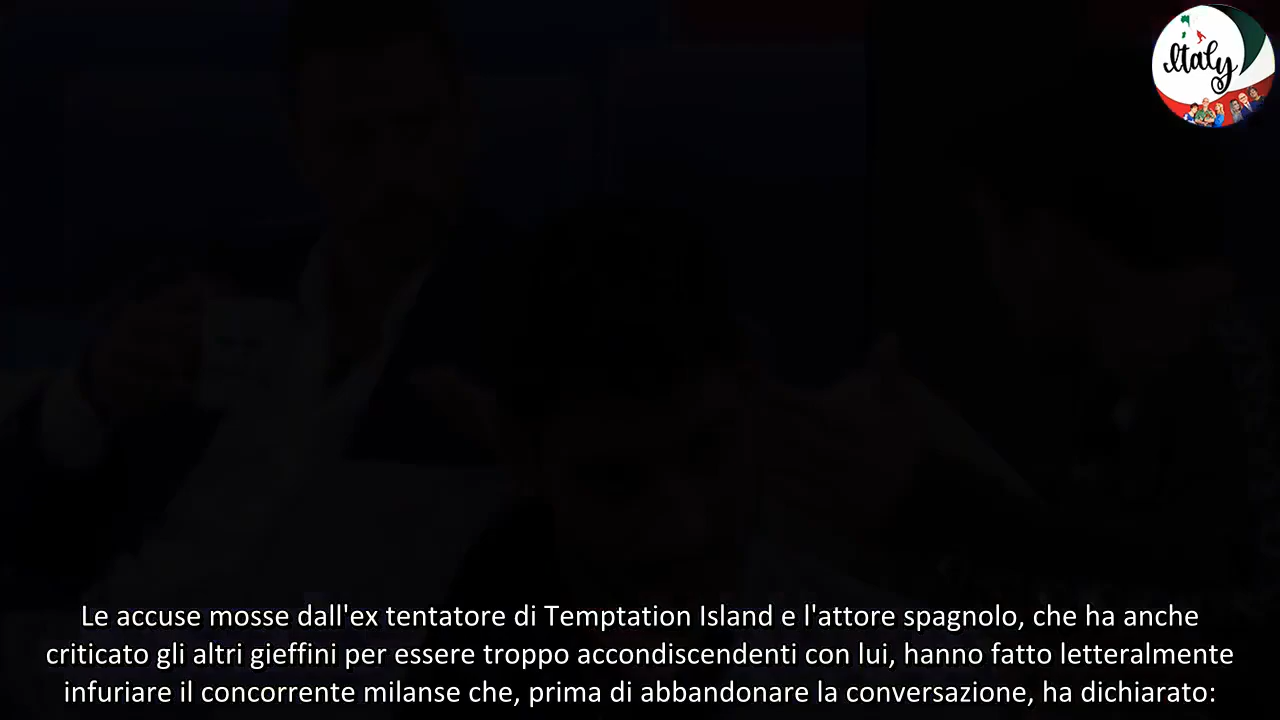 Italy
Le accuse mosse dall'ex tentatore di Temptation Island e l'attore spagnolo, che ha anche
criticato gli altri gieffini per essere troppo accondiscendenti con lui, hanno fatto letteralmente
infuriare il concorrente milanse che, prima di abbandonare la conversazione, ha dichiarato: